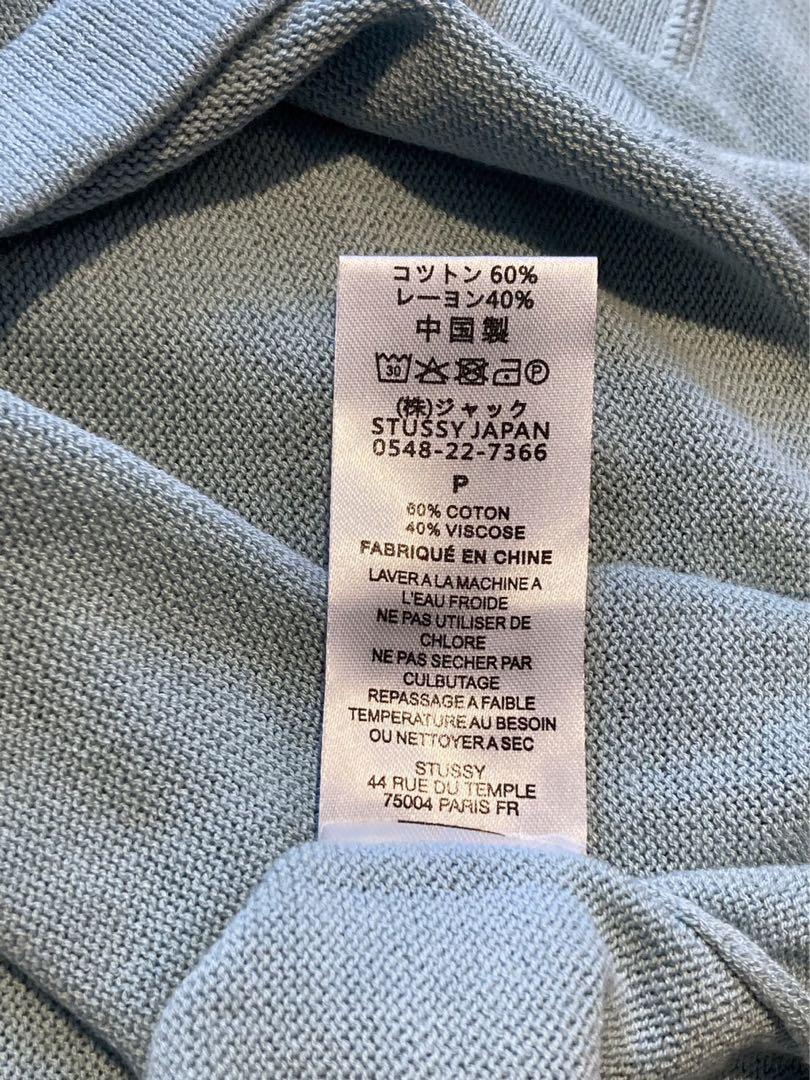 コツトン 60%
レーヨン40%
中国製
30 P
(株)ジャック
STUSSY JAPAN
0548-22-7366
P
60% COTON
40% VISCOSE
FABRIQUÉ EN CHINE
LAVER A LA MACHINE A
L'EAU FROIDE
NE PAS UTILISER DE
CHLORE
NE PAS SECHER PAR
CULBUTAGE
REPASSAGE A FAIBLE
TEMPERATURE AU BESOIN
OU NETTOYER A SEC
STUSSY
44 RUE DU TEMPLE
75004 PARIS FR